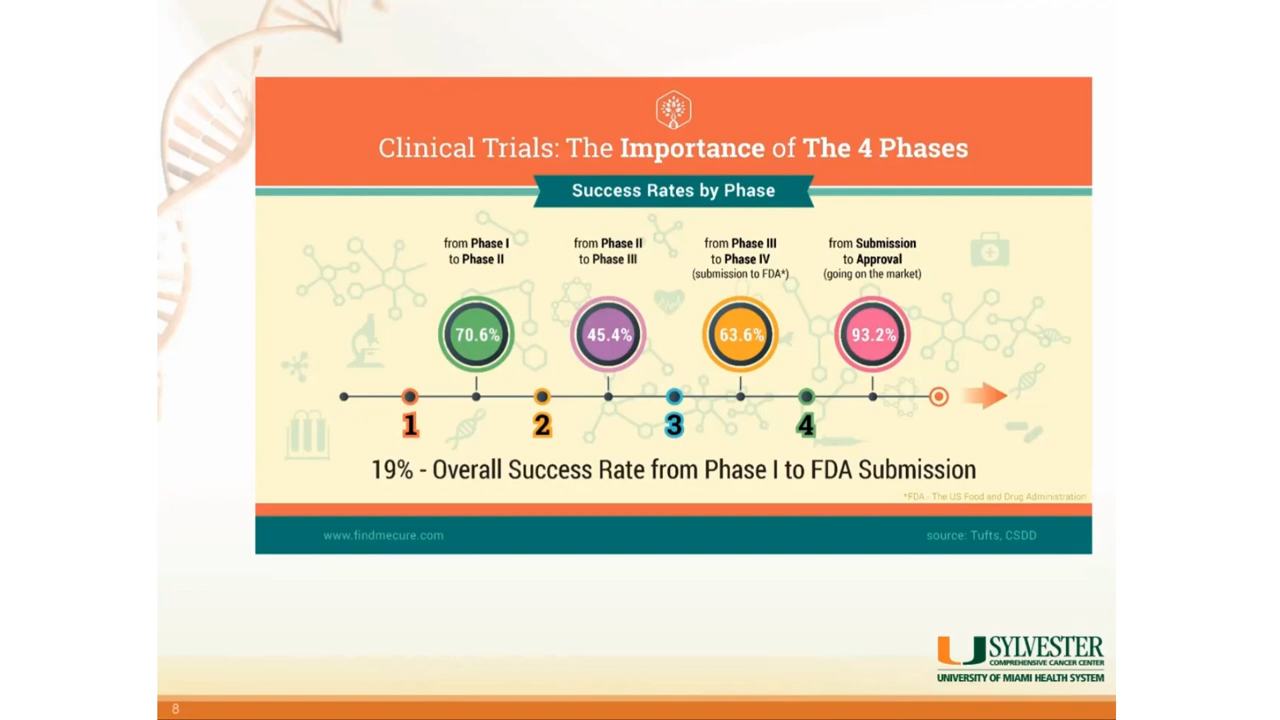 Clinical Trials: The Importance of The 4 Phases
Success Rates by Phase
from Phase I
to Phase II
from Phase II
to Phase III
from Phase III
to Phase IV
(submission to FDA*)
from Submission
to Approval
(going on the market)
70.6%
45.4%
63.6%
93.2%
1
2
3
4
19% - Overall Success Rate from Phase I to FDA Submission
*FDA - The US Food and Drug Administration
www.findmecure.com
source: Tufts, CSDD
SYLVESTER
COMPREHENSIVE CANCER CENTER
UNIVERSITY OF MIAMI HEALTH SYSTEM
8